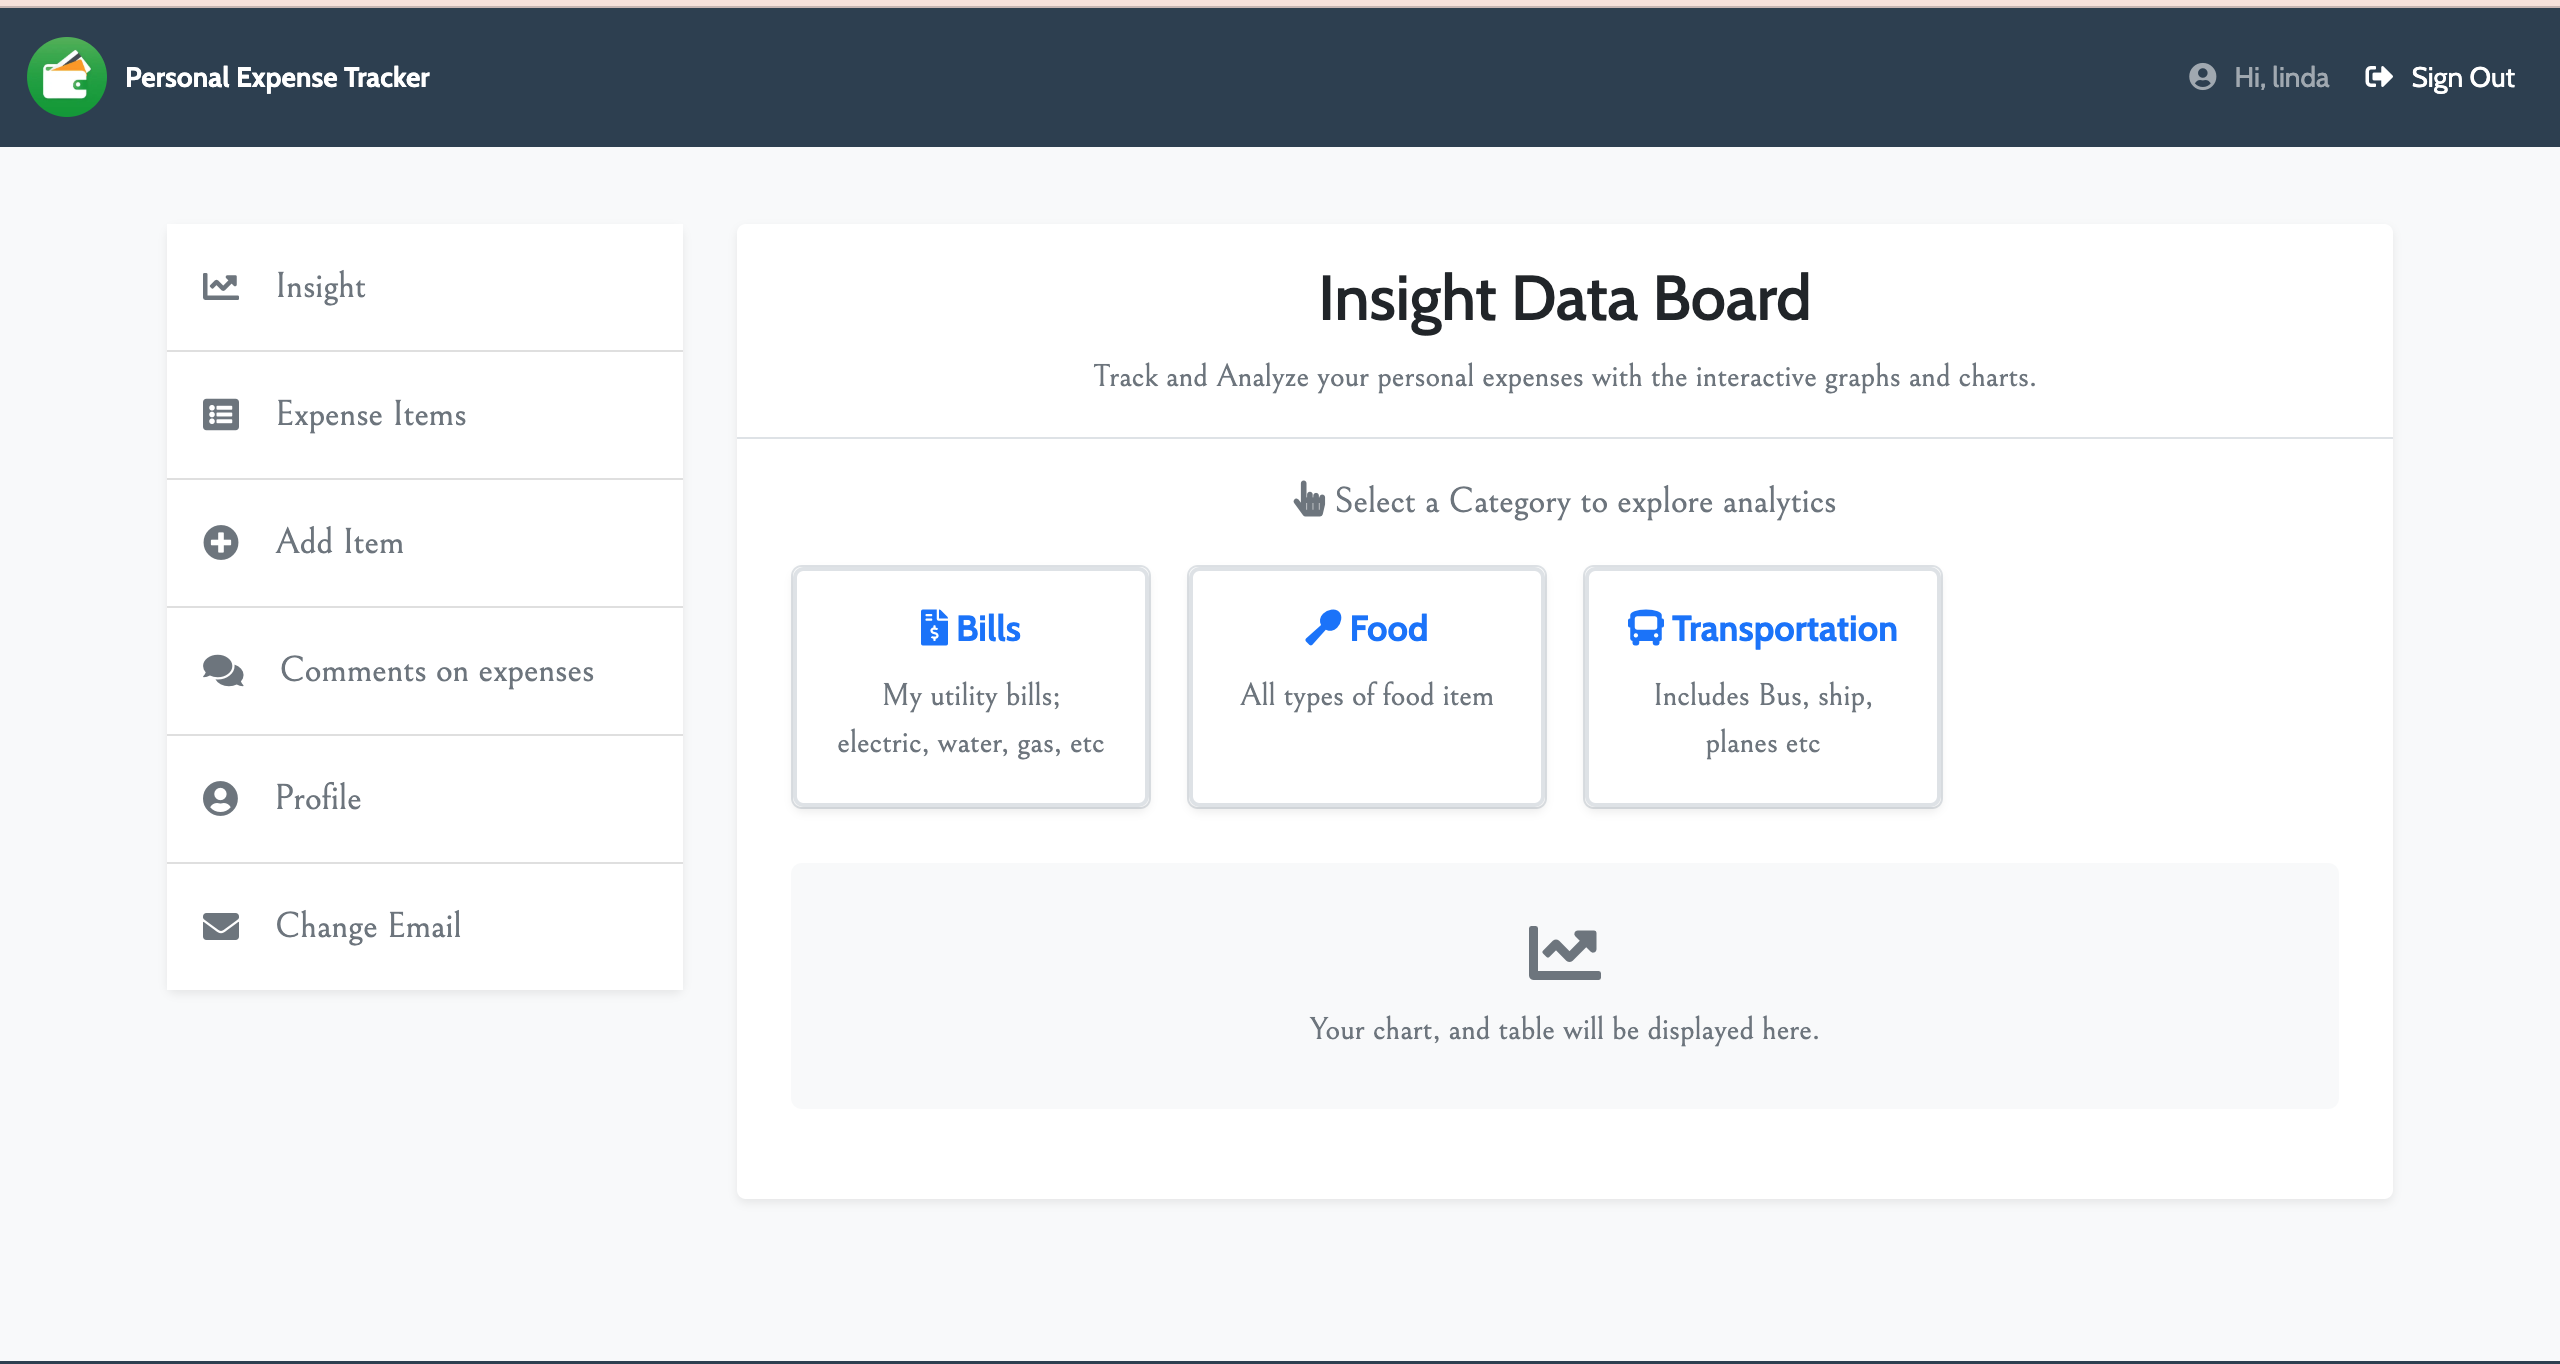 Personal Expense Tracker
Hi, linda
Sign Out
Insight
Expense Items
Add Item
Comments on expenses
Profile
Change Email
Insight Data Board
Track and Analyze your personal expenses with the interactive graphs and charts.
Select a Category to explore analytics
Bills
My utility bills;
electric, water, gas, etc
Food
All types of food item
Transportation
Includes Bus, ship,
planes etc
Your chart, and table will be displayed here.